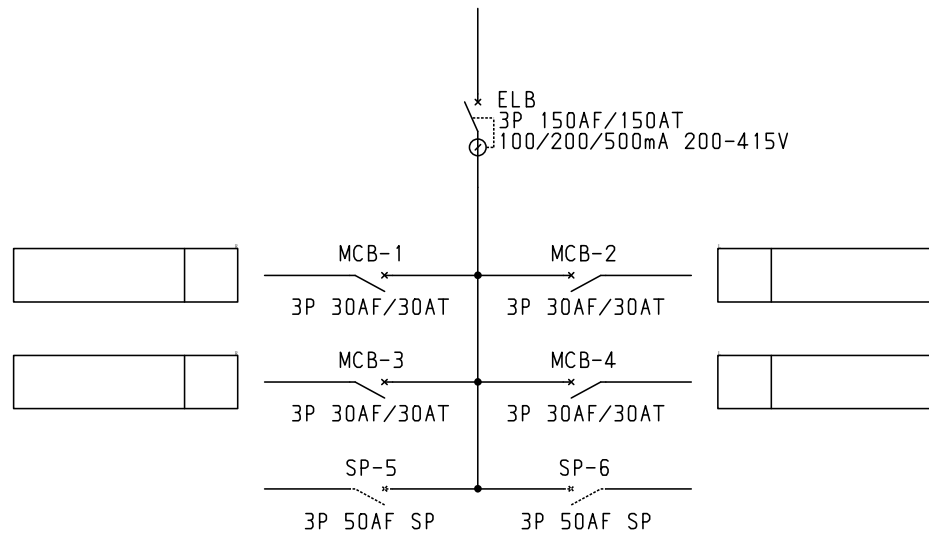 ELB
3P 150AF/150AT
100/200/500mA 200-415V
MCB-1
MCB-2
3P 30AF/30AT
3P 30AF/30AT
MCB-3
MCB-4
3P 30AF/30AT
3P 30AF/30AT
SP-5
SP-6
3P 50AF SP
3P 50AF SP